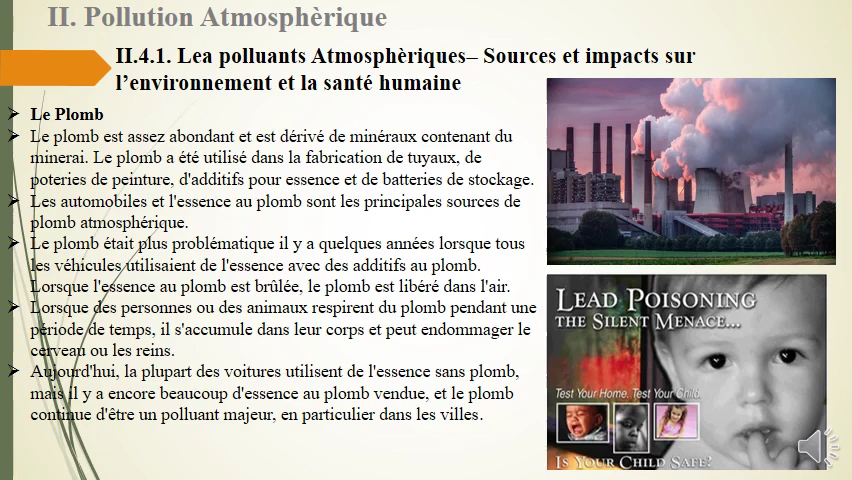 II. Pollution Atmosphèrique
II.4.1. Lea polluants Atmosphèriques– Sources et impacts sur
l’environnement et la santé humaine
Le Plomb
Le plomb est assez abondant et est dérivé de minéraux contenant du
minerai. Le plomb a été utilisé dans la fabrication de tuyaux, de
poteries de peinture, d'additifs pour essence et de batteries de stockage.
Les automobiles et l'essence au plomb sont les principales sources de
plomb atmosphérique.
Le plomb était plus problématique il y a quelques années lorsque tous
les véhicules utilisaient de l'essence avec des additifs au plomb.
Lorsque l'essence au plomb est brûlée, le plomb est libéré dans l'air.
Lorsque des personnes ou des animaux respirent du plomb pendant une
période de temps, il s'accumule dans leur corps et peut endommager le
cerveau ou les reins.
Aujourd'hui, la plupart des voitures utilisent de l'essence sans plomb,
mais il y a encore beaucoup d'essence au plomb vendue, et le plomb
continue d'être un polluant majeur, en particulier dans les villes.
LEAD POISONING
THE SILENT MENACE...
Test Your Home, Test Your Child.
IS YOUR CHILD SAFE?